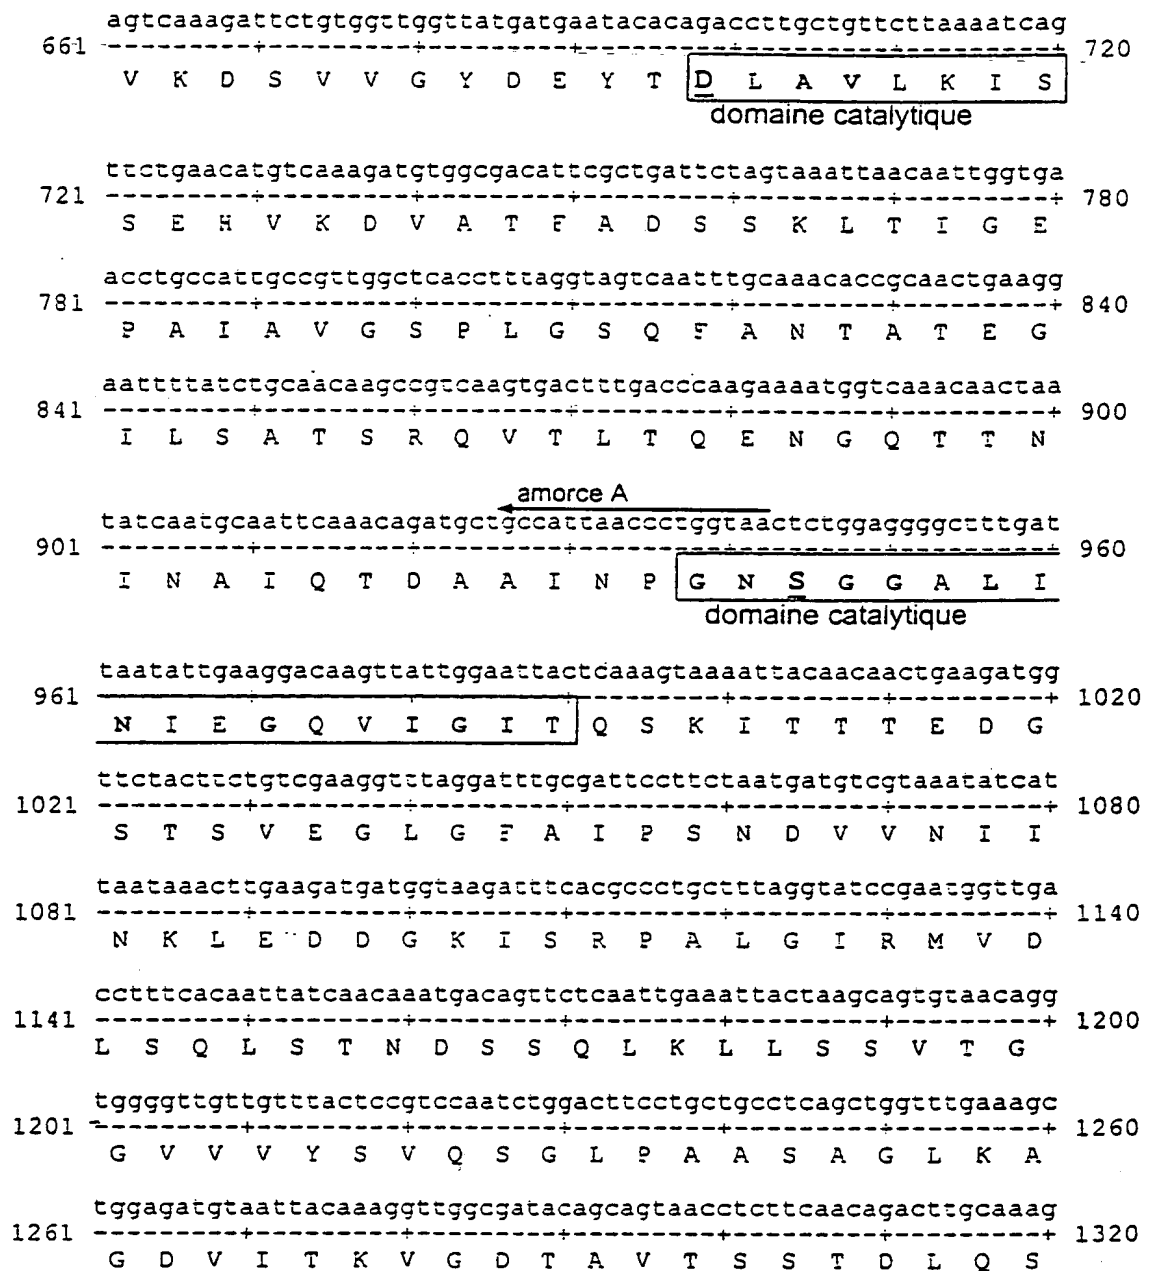 agtcaaagattctgtggttggttatgatgaatacacagaccttgctgttcttaaaatcag
661 ---------+---------+---------+---------+---------+---------+ 720
V K D S V V G Y D E Y T D L A V L K I S
domaine catalytique
ttctgaacatgtcaaagatgtggcgacattcgctgattctagtaaattaacaattggtga
721 ---------+---------+---------+---------+---------+---------+ 780
S E H V K D V A T F A D S S K L T I G E
acctgccattgccgttggctcacctttaggtagtcaatttgcaaacaccgcaactgaagg
781 ---------+---------+---------+---------+---------+---------+ 840
P A I A V G S P L G S Q F A N T A T E G
aattttatctgcaacaagccgtcaagtgactttgacccaagaaaatggtcaaacaactaa
841 ---------+---------+---------+---------+---------+---------+ 900
I L S A T S R Q V T L T Q E N G Q T T N
amorce A
tatcaatgcaattcaaacagatgctgccattaaccctggtaactctggaggggctttgat
901 ---------+---------+---------+---------+---------+---------+ 960
I N A I Q T D A A I N P G N S G G A L I
domaine catalytique
taatattgaaggacaagttattggaattactcaaagtaaaattacaacaactgaagatgg
961 ---------+---------+---------+---------+---------+---------+ 1020
N I E G Q V I G I T Q S K I T T T E D G
ttctacttctgtcgaaggtttaggatttgcgattccttctaatgatgtcgtaaatatcat
1021 ---------+---------+---------+---------+---------+---------+ 1080
S T S V E G L G F A I P S N D V V N I I
taataaacttgaagatgatggtaagatttcacgccctgctttaggtatccgaatggttga
1081 ---------+---------+---------+---------+---------+---------+ 1140
N K L E D D G K I S R P A L G I R M V D
cctttcacaattatcaacaaatgacagttctcaattgaaattactaagcagtgtaacagg
1141 ---------+---------+---------+---------+---------+---------+ 1200
L S Q L S T N D S S Q L K L L S S V T G
tggggttgttgtttactccgtccaatctggacttcctgctgcctcagctggtttgaaagc
1201 ---------+---------+---------+---------+---------+---------+ 1260
G V V V Y S V Q S G L P A A S A G L K A
tggagatgtaattacaaaggttggcgatacagcagtaacctcttcaacagacttgcaaag
1261 ---------+---------+---------+---------+---------+---------+ 1320
G D V I T K V G D T A V T S S T D L Q S